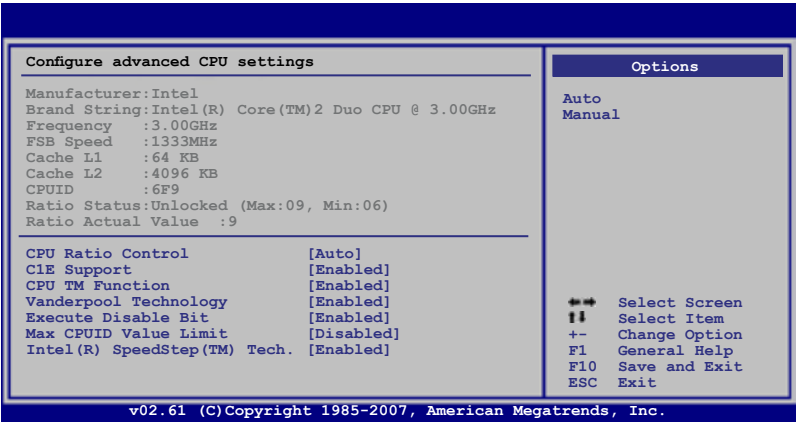 Configure advanced CPU settings
Manufacturer:Intel
Brand String:Intel(R) Core(TM)2 Duo CPU @ 3.00GHz
Frequency :3.00GHz
FSB Speed :1333MHz
Cache L1 :64 KB
Cache L2 :4096 KB
CPUID :6F9
Ratio Status:Unlocked (Max:09, Min:06)
Ratio Actual Value :9
CPU Ratio Control [Auto]
C1E Support [Enabled]
CPU TM Function [Enabled]
Vanderpool Technology [Enabled]
Execute Disable Bit [Enabled]
Max CPUID Value Limit [Disabled]
Intel(R) SpeedStep(TM) Tech. [Enabled]
Options
Auto
Manual
←→ Select Screen
↑↓ Select Item
+- Change Option
F1 General Help
F10 Save and Exit
ESC Exit
v02.61 (C)Copyright 1985-2007, American Megatrends, Inc.